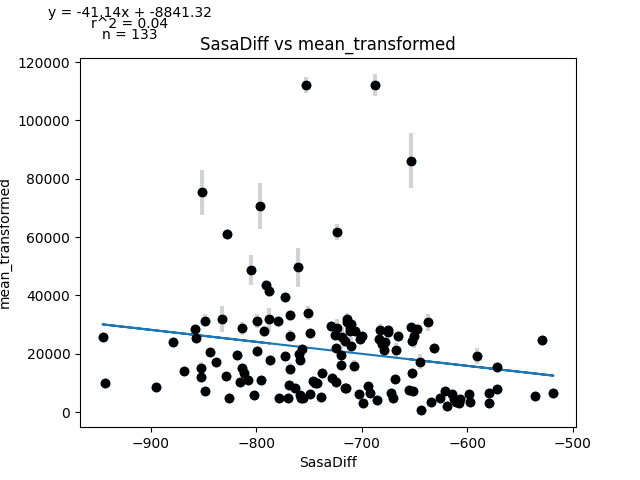 y = -41.14x + -8841.32
r^2 = 0.04
n = 133
SasaDiff vs mean_transformed
120000
100000
80000
60000
40000
20000
0
mean_transformed
−900
−800
−700
−600
−500
SasaDiff